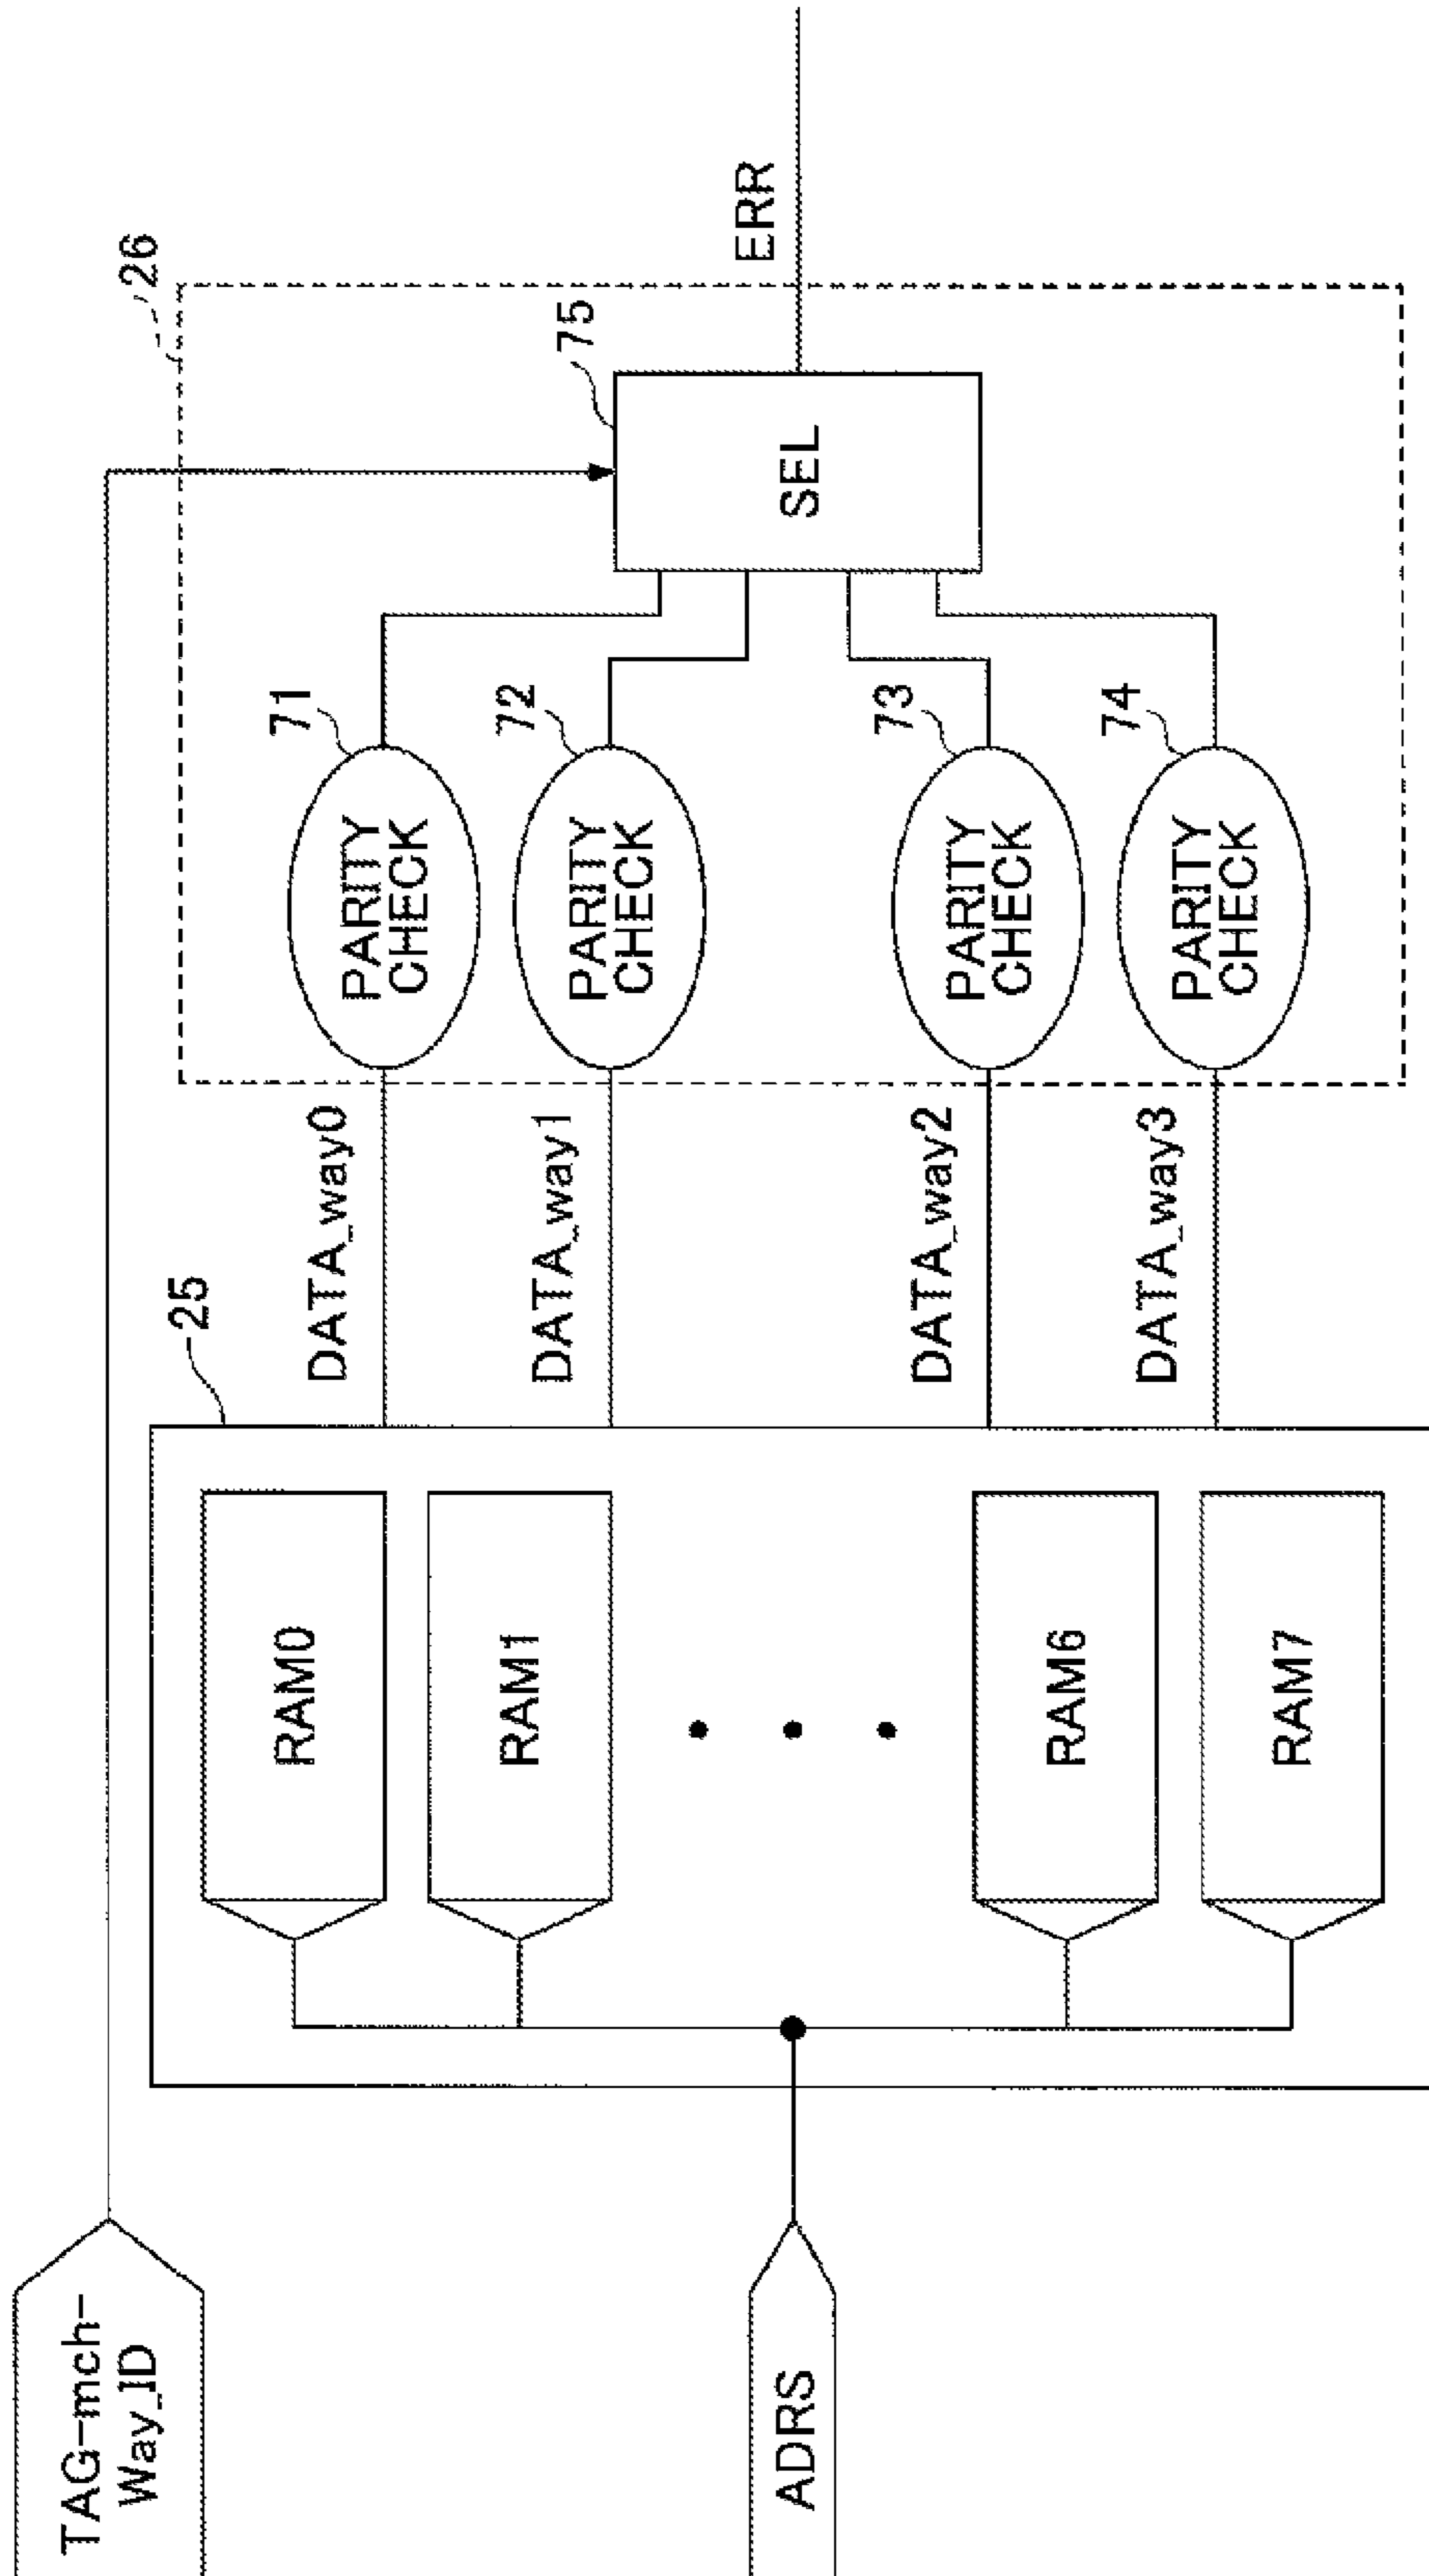 TAG-mch-
Way_ID
ADRS
25
RAM0
RAM1
RAM6
RAM7
DATA_way0
DATA_way1
DATA_way2
DATA_way3
26
71
PARITY
CHECK
72
PARITY
CHECK
73
PARITY
CHECK
74
PARITY
CHECK
75
SEL
ERR